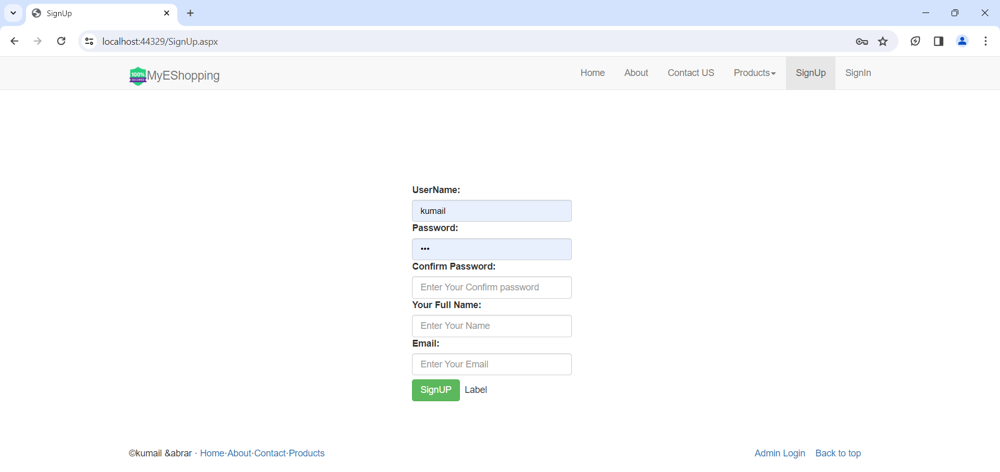 SignUp
localhost:44329/SignUp.aspx
100% SECURED MyEShopping Home About Contact US Products SignUp SignIn
UserName:
kumail
Password:
•••
Confirm Password:
Enter Your Confirm password
Your Full Name:
Enter Your Name
Email:
Enter Your Email
SignUP Label
©kumail &abrar · Home·About·Contact·Products Admin Login Back to top